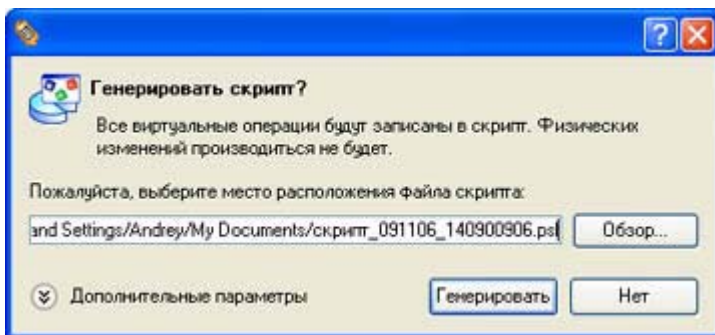 Генерировать скрипт?
Все виртуальные операции будут записаны в скрипт. Физических
изменений производиться не будет.
Пожалуйста, выберите место расположения файла скрипта:
and Settings/Andrey/My Documents/скрипт_091106_140900906.psl
Обзор...
Дополнительные параметры
Генерировать
Нет